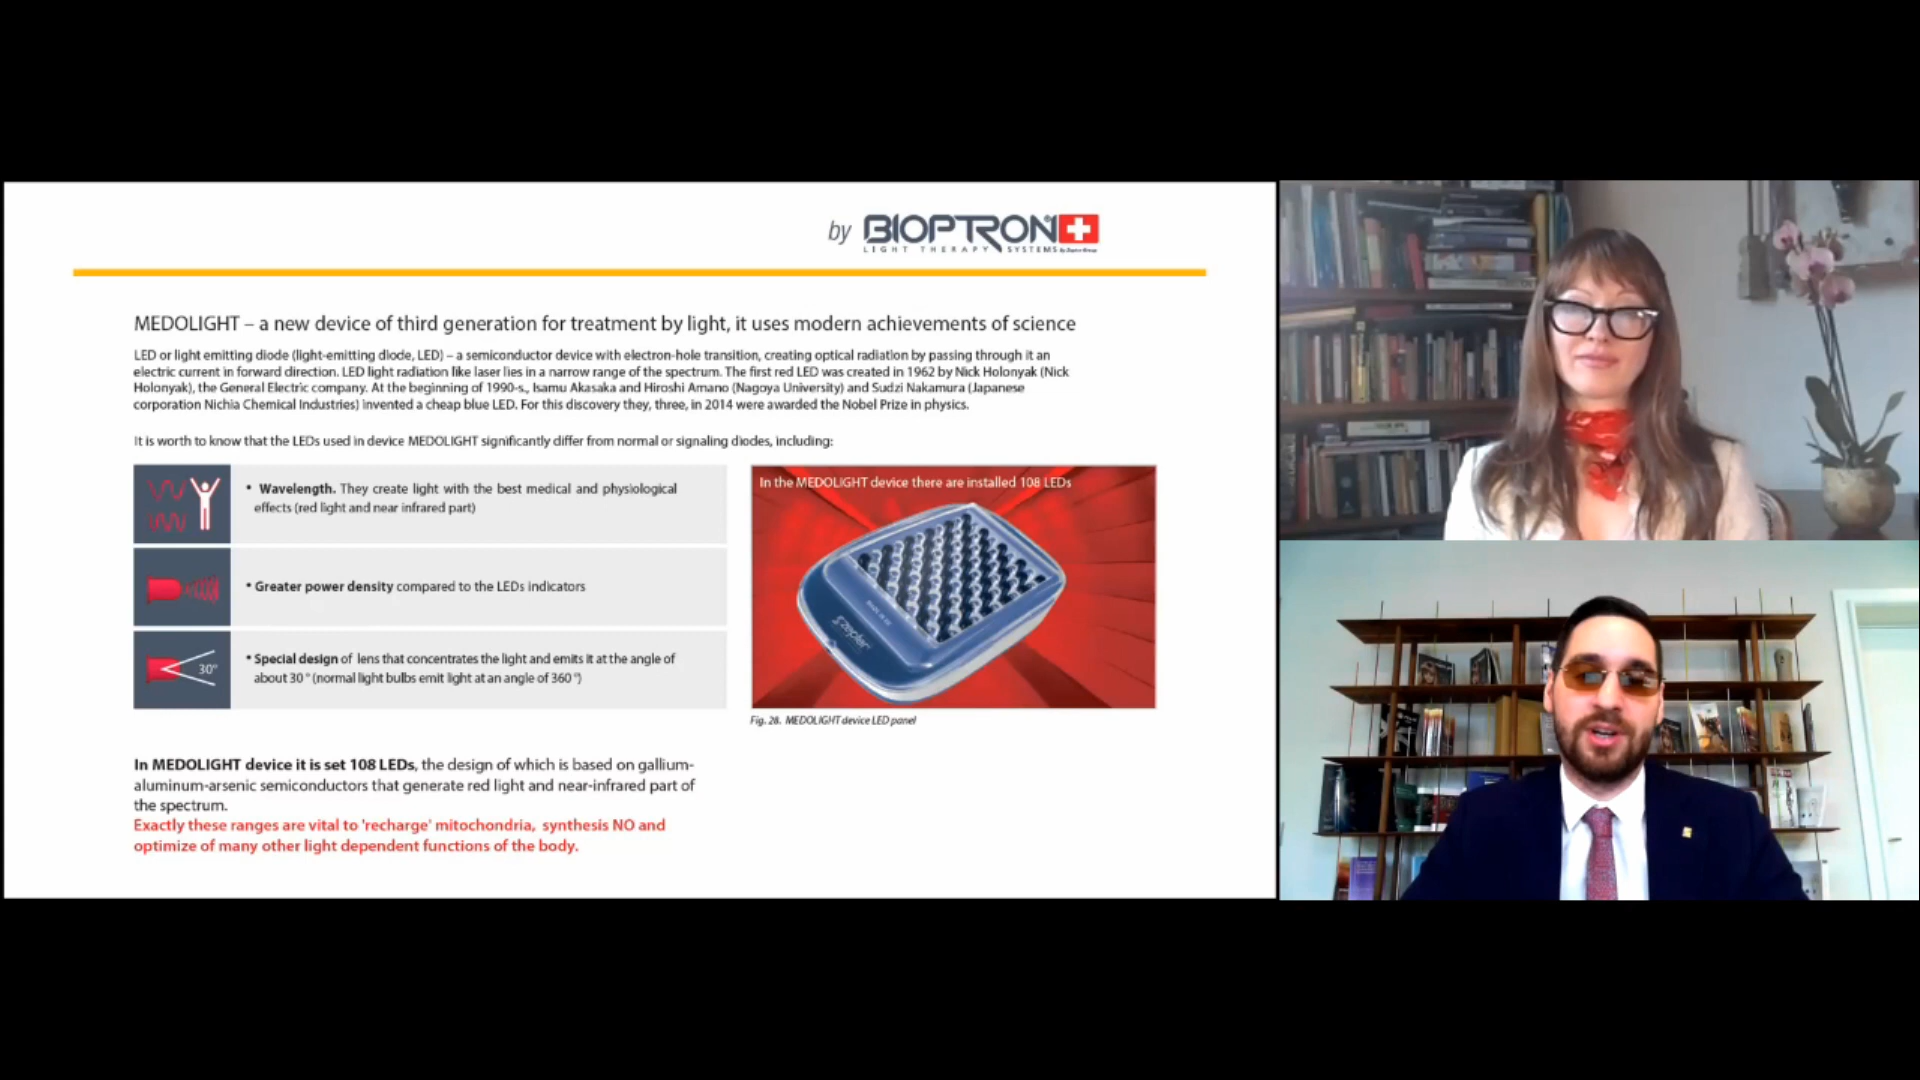 by BIOPTRON
LIGHT THERAPY SYSTEMS by Zepter Group
MEDOLIGHT – a new device of third generation for treatment by light, it uses modern achievements of science
LED or light emitting diode (light-emitting diode, LED) – a semiconductor device with electron-hole transition, creating optical radiation by passing through it an
electric current in forward direction. LED light radiation like laser lies in a narrow range of the spectrum. The first red LED was created in 1962 by Nick Holonyak (Nick
Holonyak), the General Electric company. At the beginning of 1990-s., Isamu Akasaka and Hiroshi Amano (Nagoya University) and Sudzi Nakamura (Japanese
corporation Nichia Chemical Industries) invented a cheap blue LED. For this discovery they, three, in 2014 were awarded the Nobel Prize in physics.
It is worth to know that the LEDs used in device MEDOLIGHT significantly differ from normal or signaling diodes, including:
• Wavelength. They create light with the best medical and physiological
effects (red light and near infrared part)
• Greater power density compared to the LEDs indicators
30°
• Special design of lens that concentrates the light and emits it at the angle of
about 30 ° (normal light bulbs emit light at an angle of 360 °)
In the MEDOLIGHT device there are installed 108 LEDs
zepter
Fig. 28. MEDOLIGHT device LED panel
In MEDOLIGHT device it is set 108 LEDs, the design of which is based on gallium-
aluminum-arsenic semiconductors that generate red light and near-infrared part of
the spectrum.
Exactly these ranges are vital to 'recharge' mitochondria, synthesis NO and
optimize of many other light dependent functions of the body.